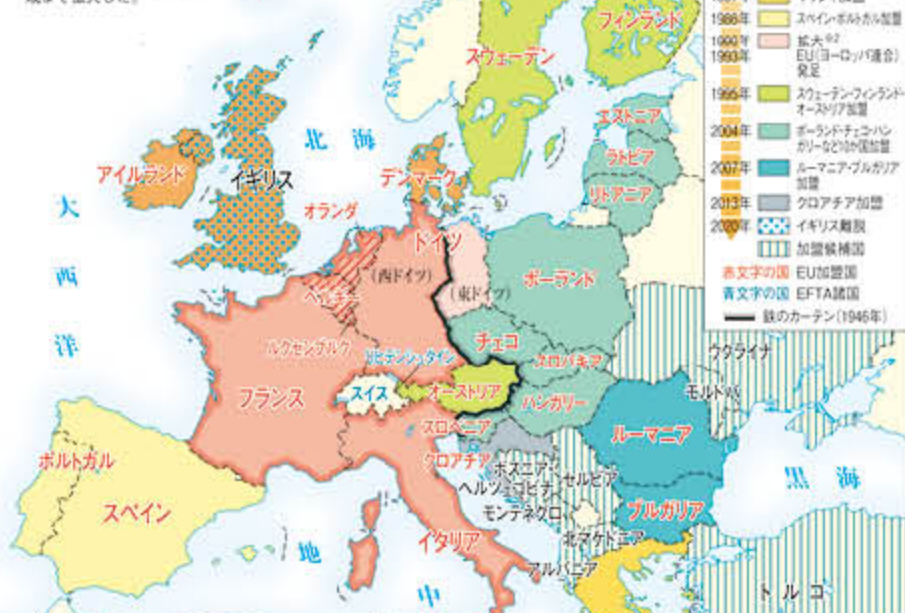 フィンランド
スウェーデン
エストニア
ラトビア
リトアニア
北海
アイルランド
イギリス
デンマーク
オランダ
大西洋
ドイツ
(西ドイツ)
(東ドイツ)
ポーランド
ベルギー
ルクセンブルク
リヒテンシュタイン
チェコ
スロバキア
ウクライナ
モルドバ
フランス
スイス
オーストリア
ハンガリー
スロベニア
クロアチア
ルーマニア
ボスニア・
ヘルツェゴビナ
セルビア
モンテネグロ
ブルガリア
黒海
ポルトガル
スペイン
イタリア
北マケドニア
アルバニア
トルコ
地
中
1986年 スペイン・ポルトガル加盟
1990年 拡大※2
1993年 EU(ヨーロッパ連合)
発足
1995年 スウェーデン・フィンランド・
オーストリア加盟
2004年 ポーランド・チェコ・ハン
ガリーなど10か国加盟
2007年 ルーマニア・ブルガリア
加盟
2013年 クロアチア加盟
2020年 イギリス離脱
加盟候補国
赤文字の国 EU加盟国
青文字の国 EFTA諸国
鉄のカーテン(1946年)